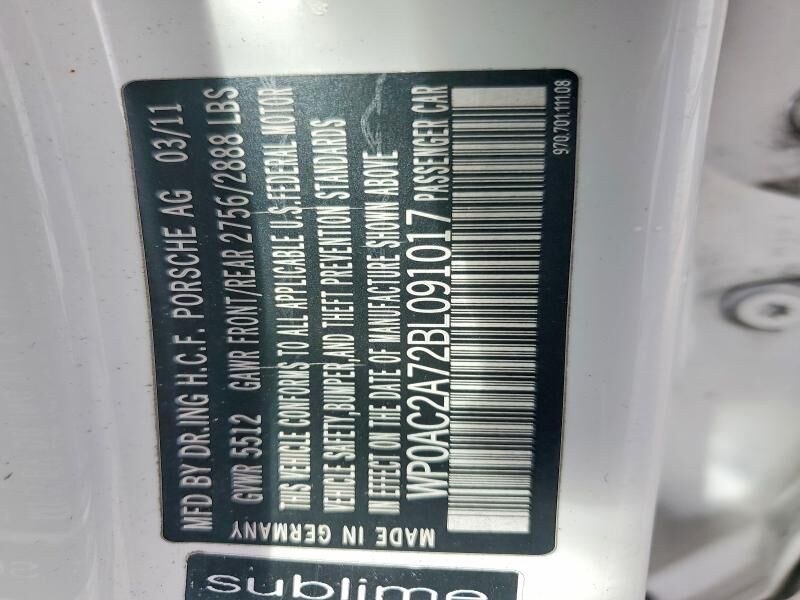 MFD BY DR.ING H.C.F. PORSCHE AG 03/11
GVWR 5512 GAWR FRONT/REAR 2756/2888 LBS
THIS VEHICLE CONFORMS TO ALL APPLICABLE U.S.FEDERAL MOTOR
VEHICLE SAFETY,BUMPER,AND THEFT PREVENTION STANDARDS
IN EFFECT ON THE DATE OF MANUFACTURE SHOWN ABOVE
WP0AC2A72BL091017 PASSENGER CAR
MADE IN GERMANY
970.701.111.08
sublime